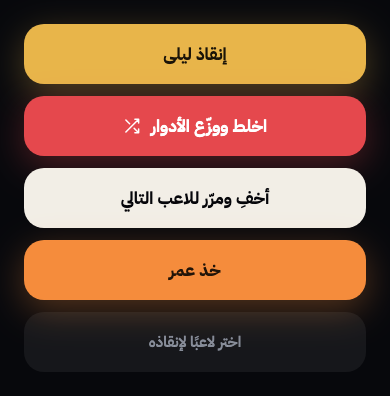 إنقاذ ليلى
اخلط ووزّع الأدوار
أخفِ ومرّر للاعب التالي
خذ عمر
اختر لاعبًا لإنقاذه